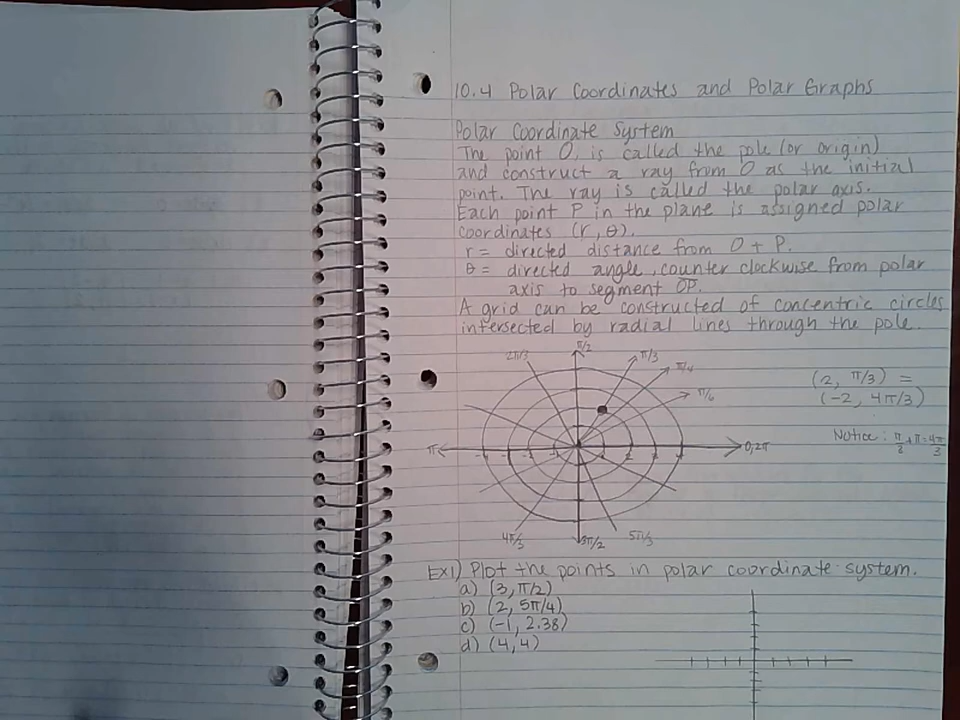 10.4 Polar Coordinates and Polar Graphs
Polar Coordinate System
The point O, is called the pole (or origin)
and construct a ray from O as the initial
point. The ray is called the polar axis.
Each point P in the plane is assigned polar
coordinates (r, θ).
r = directed distance from O + P.
θ = directed angle, counter clockwise from polar
axis to segment O̅P̅.
A grid can be constructed of concentric circles
intersected by radial lines through the pole.
2π/3 π/2 π/3
π/4
π/6
(2, π/3) =
(-2, 4π/3)
Notice: π/3 + π = 4π/3
π 0, 2π
4π/3 3π/2 5π/3
EX1) Plot the points in polar coordinate system.
a) (3, π/2)
b) (2, 5π/4)
c) (-1, 2.38)
d) (4, 4)